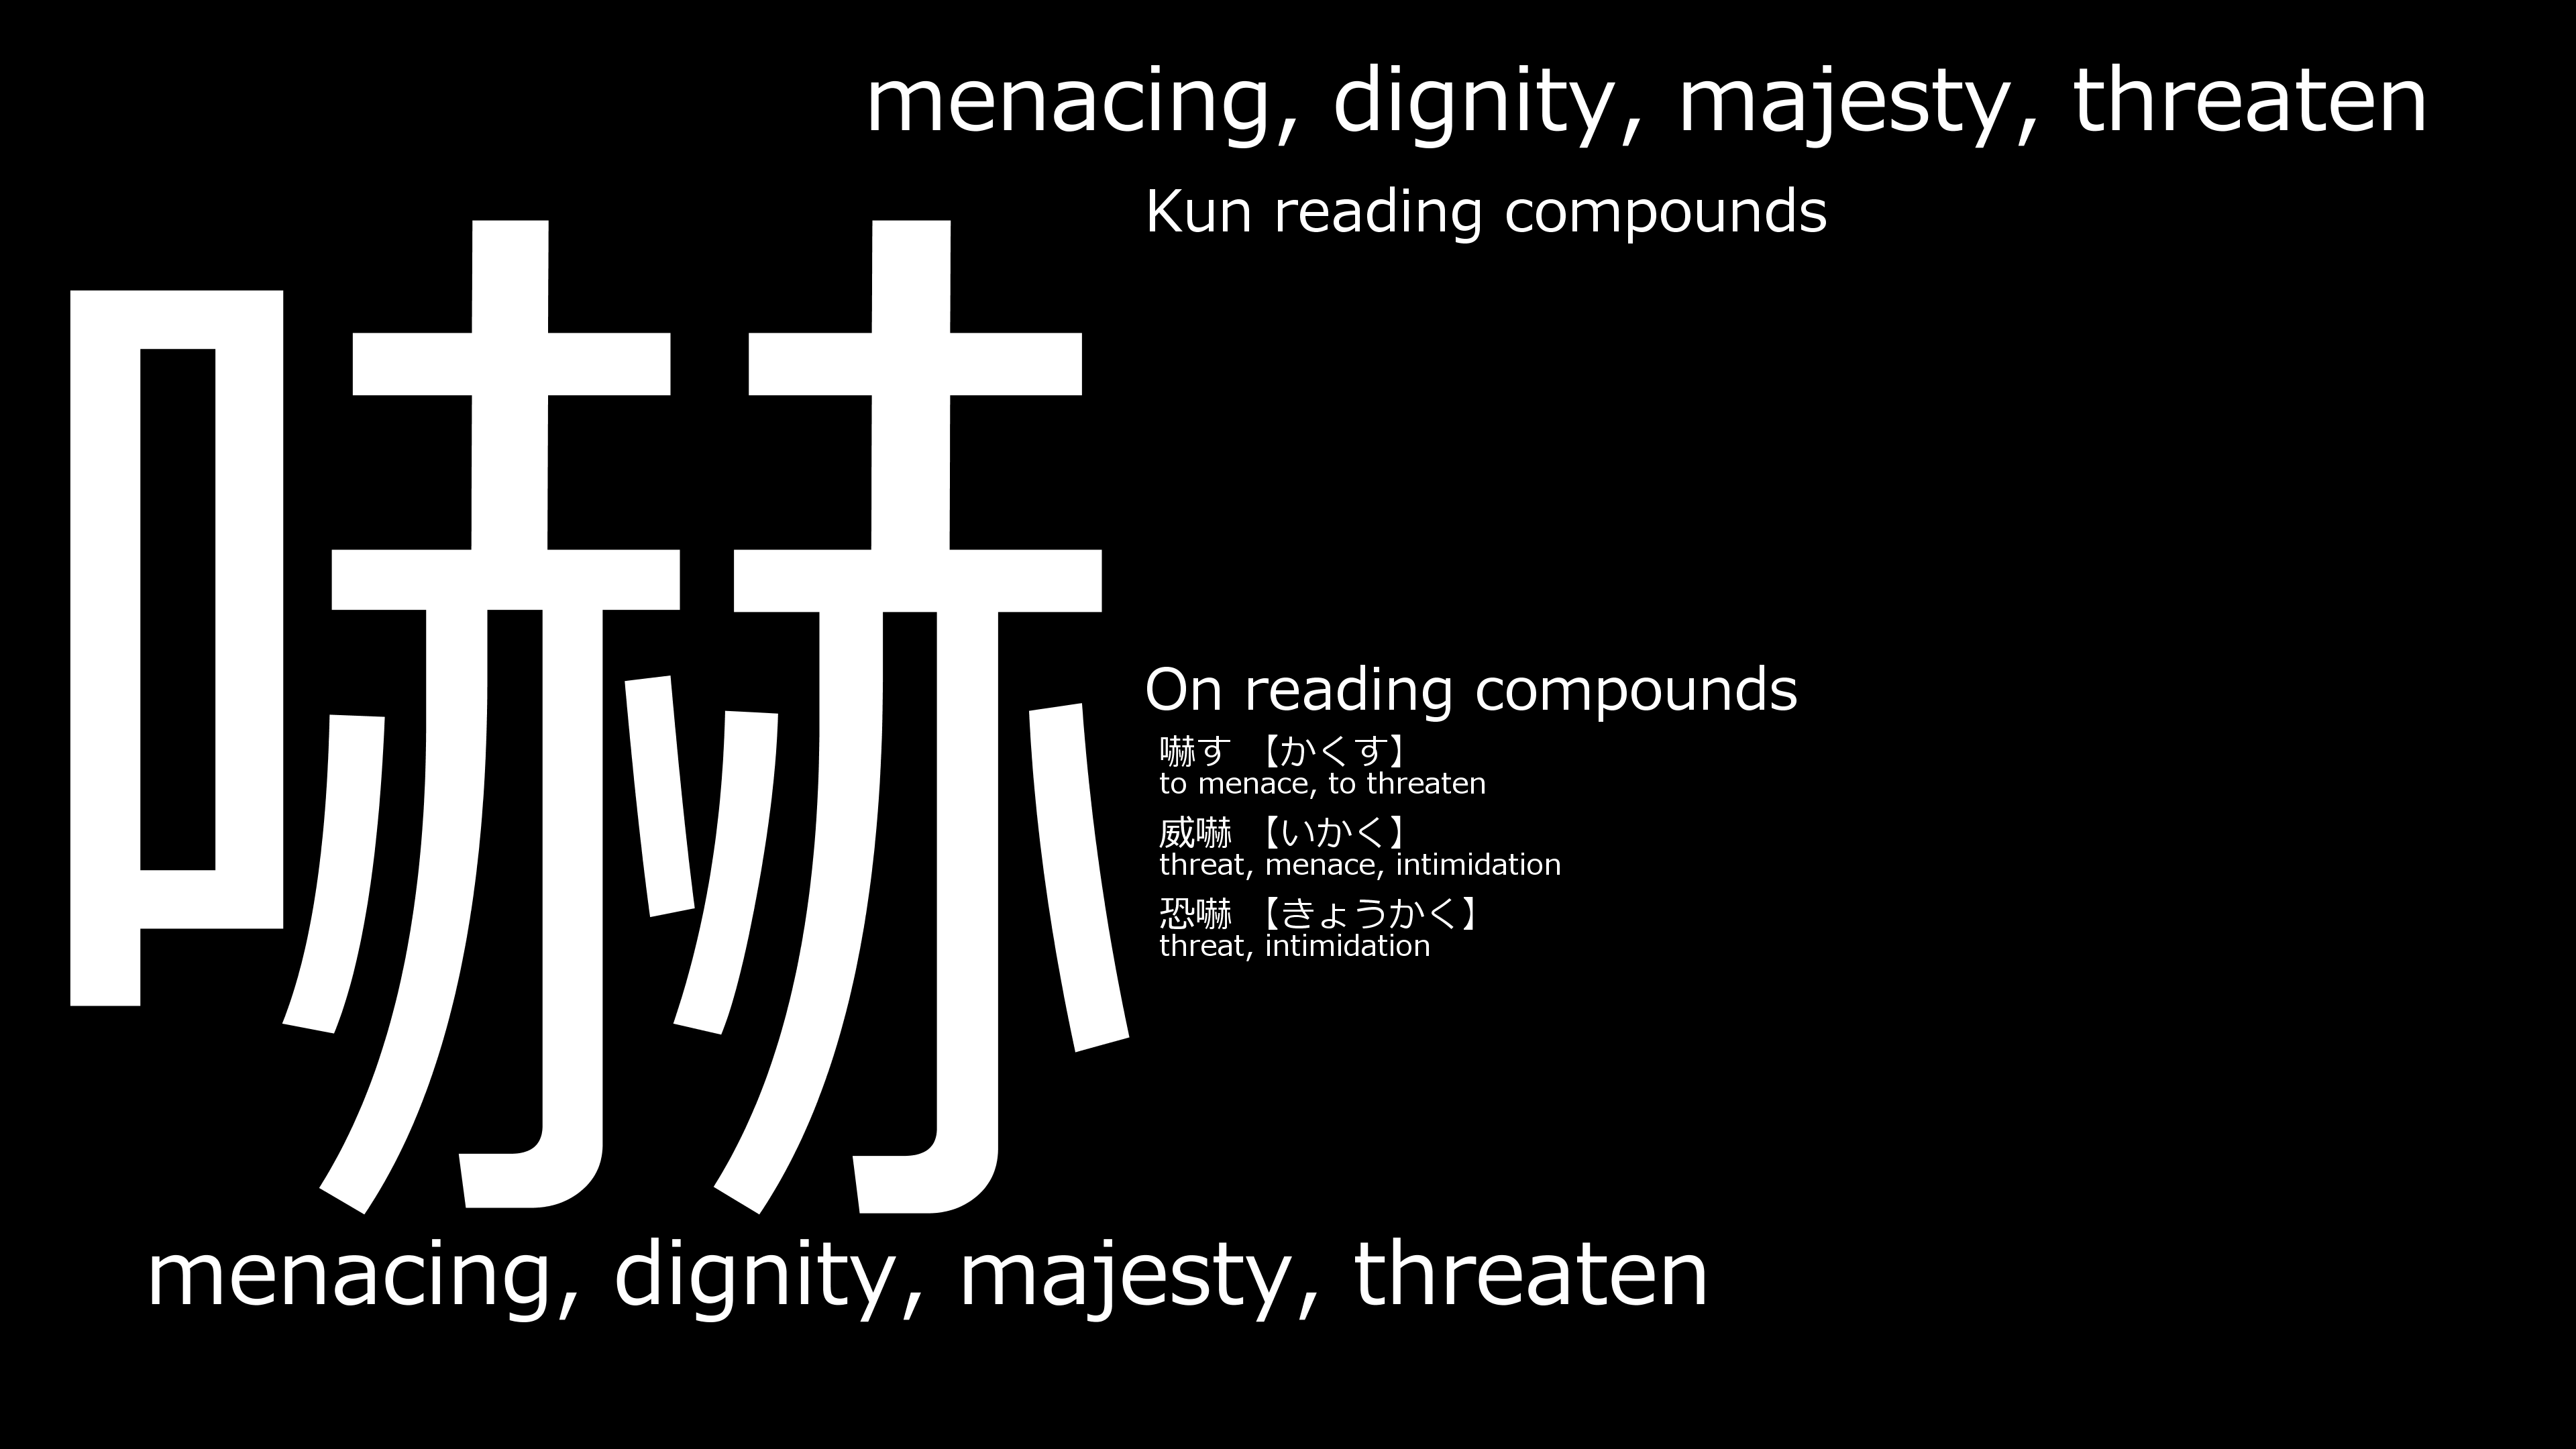 menacing, dignity, majesty, threaten
嚇
Kun reading compounds
On reading compounds
嚇す 【かくす】
to menace, to threaten
威嚇 【いかく】
threat, menace, intimidation
恐嚇 【きょうかく】
threat, intimidation
menacing, dignity, majesty, threaten